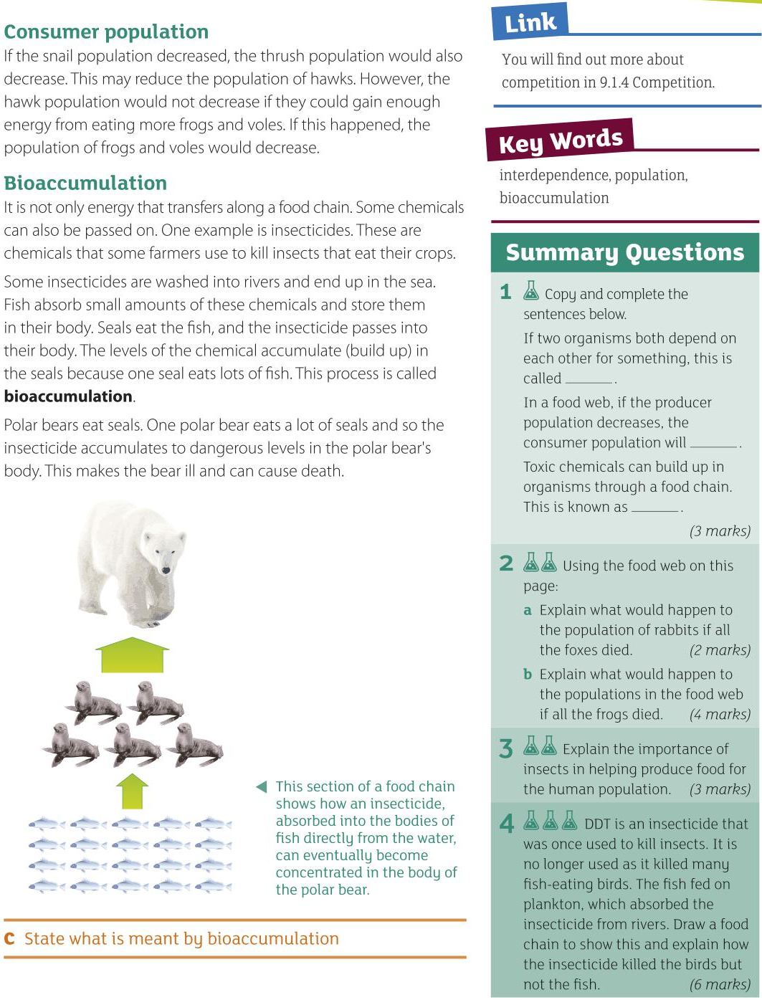 Consumer population
If the snail population decreased, the thrush population would also
decrease. This may reduce the population of hawks. However, the
hawk population would not decrease if they could gain enough
energy from eating more frogs and voles. If this happened, the
population of frogs and voles would decrease.
Bioaccumulation
It is not only energy that transfers along a food chain. Some chemicals
can also be passed on. One example is insecticides. These are
chemicals that some farmers use to kill insects that eat their crops.
Some insecticides are washed into rivers and end up in the sea.
Fish absorb small amounts of these chemicals and store them
in their body. Seals eat the fish, and the insecticide passes into
their body. The levels of the chemical accumulate (build up) in
the seals because one seal eats lots of fish. This process is called
bioaccumulation.
Polar bears eat seals. One polar bear eats a lot of seals and so the
insecticide accumulates to dangerous levels in the polar bear's
body. This makes the bear ill and can cause death.
◀ This section of a food chain
shows how an insecticide,
absorbed into the bodies of
fish directly from the water,
can eventually become
concentrated in the body of
the polar bear.
C State what is meant by bioaccumulation
Link
You will find out more about
competition in 9.1.4 Competition.
Key Words
interdependence, population,
bioaccumulation
Summary Questions
1 Copy and complete the
sentences below.
If two organisms both depend on
each other for something, this is
called ______ .
In a food web, if the producer
population decreases, the
consumer population will ______ .
Toxic chemicals can build up in
organisms through a food chain.
This is known as ______ .
(3 marks)
2 Using the food web on this
page:
a Explain what would happen to
the population of rabbits if all
the foxes died. (2 marks)
b Explain what would happen to
the populations in the food web
if all the frogs died. (4 marks)
3 Explain the importance of
insects in helping produce food for
the human population. (3 marks)
4 DDT is an insecticide that
was once used to kill insects. It is
no longer used as it killed many
fish-eating birds. The fish fed on
plankton, which absorbed the
insecticide from rivers. Draw a food
chain to show this and explain how
the insecticide killed the birds but
not the fish. (6 marks)